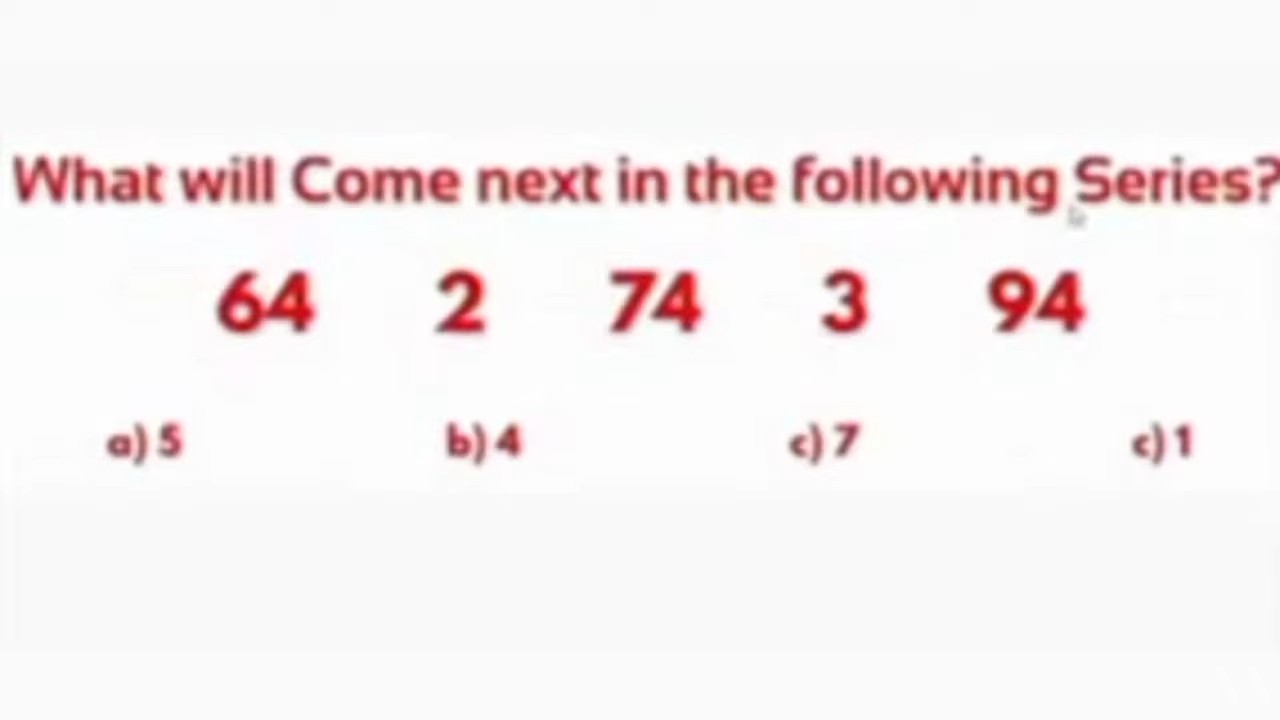 What will Come next in the following Series?
64 2 74 3 94
a) 5 b) 4 c) 7 c) 1